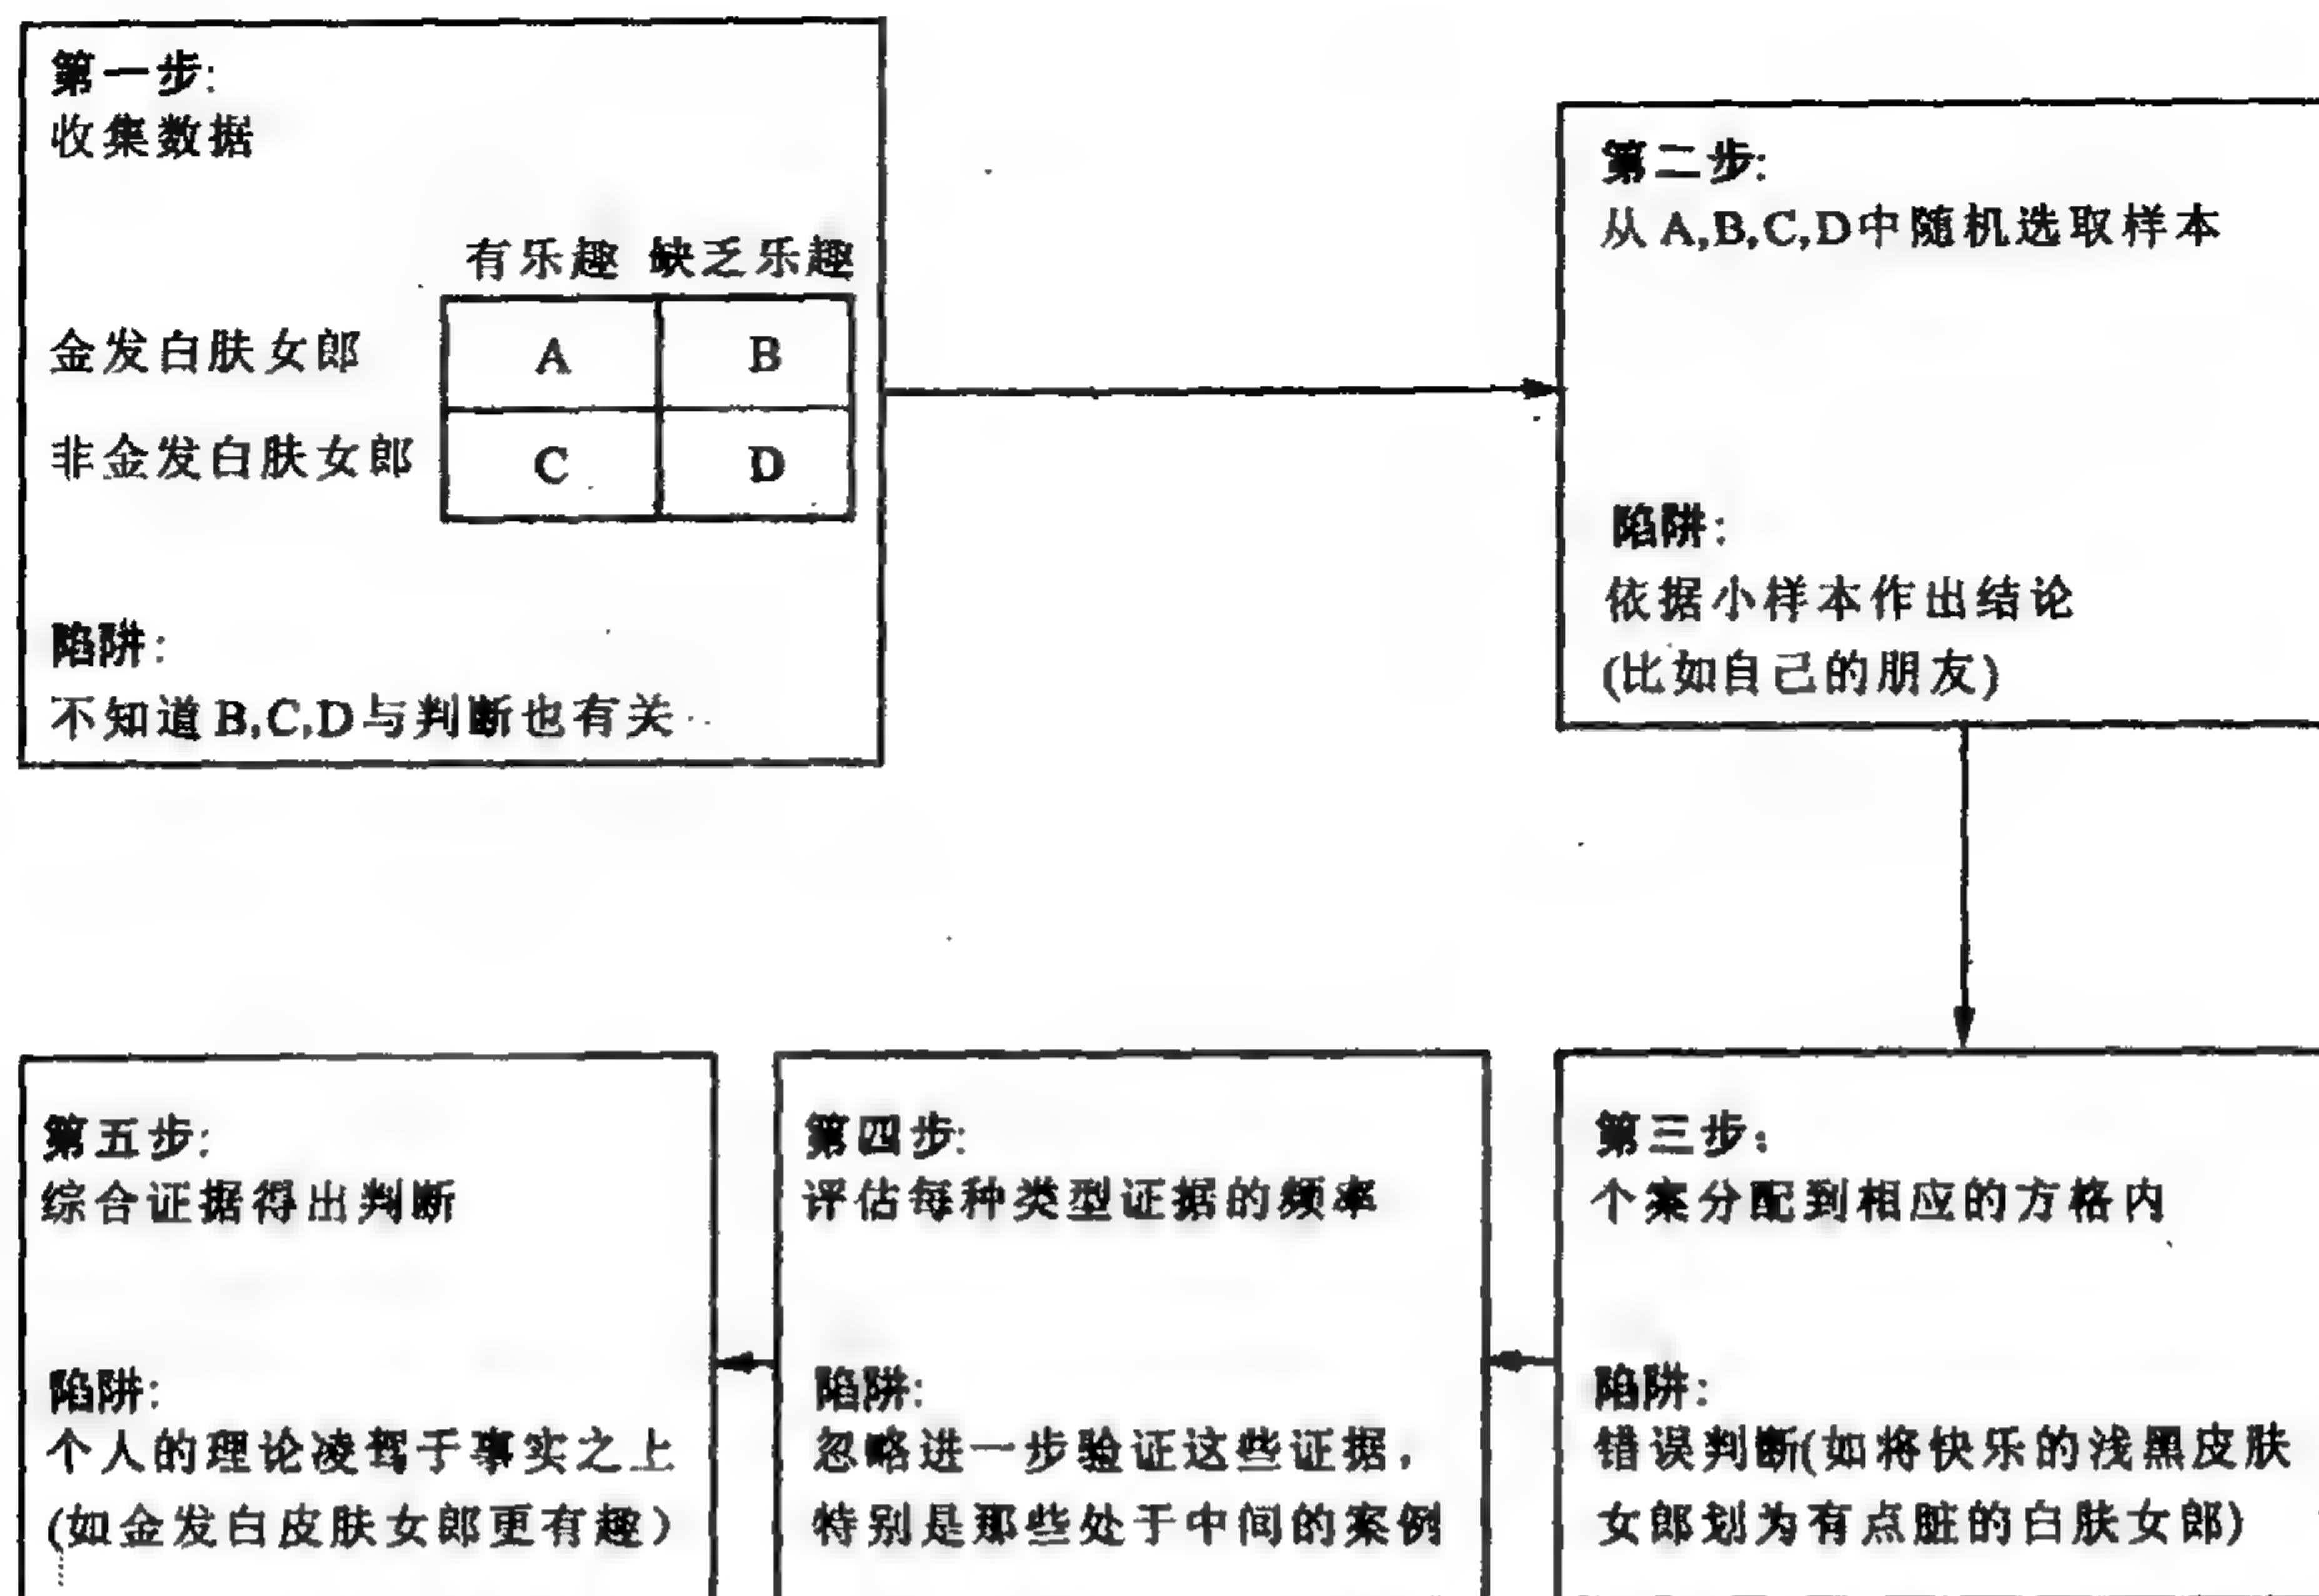 第一步:
收集数据
有乐趣 缺乏乐趣
金发白肤女郎 A B
非金发白肤女郎 C D
陷阱:
不知道B,C,D与判断也有关
第二步:
从A,B,C,D中随机选取样本
陷阱:
依据小样本作出结论
(比如自己的朋友)
第三步:
个案分配到相应的方格内
陷阱:
错误判断(如将快乐的浅黑皮肤
女郎划为有点脏的白肤女郎)
第四步:
评估每种类型证据的频率
陷阱:
忽略进一步验证这些证据,
特别是那些处于中间的案例
第五步:
综合证据得出判断
陷阱:
个人的理论凌驾于事实之上
(如金发白皮肤女郎更有趣)